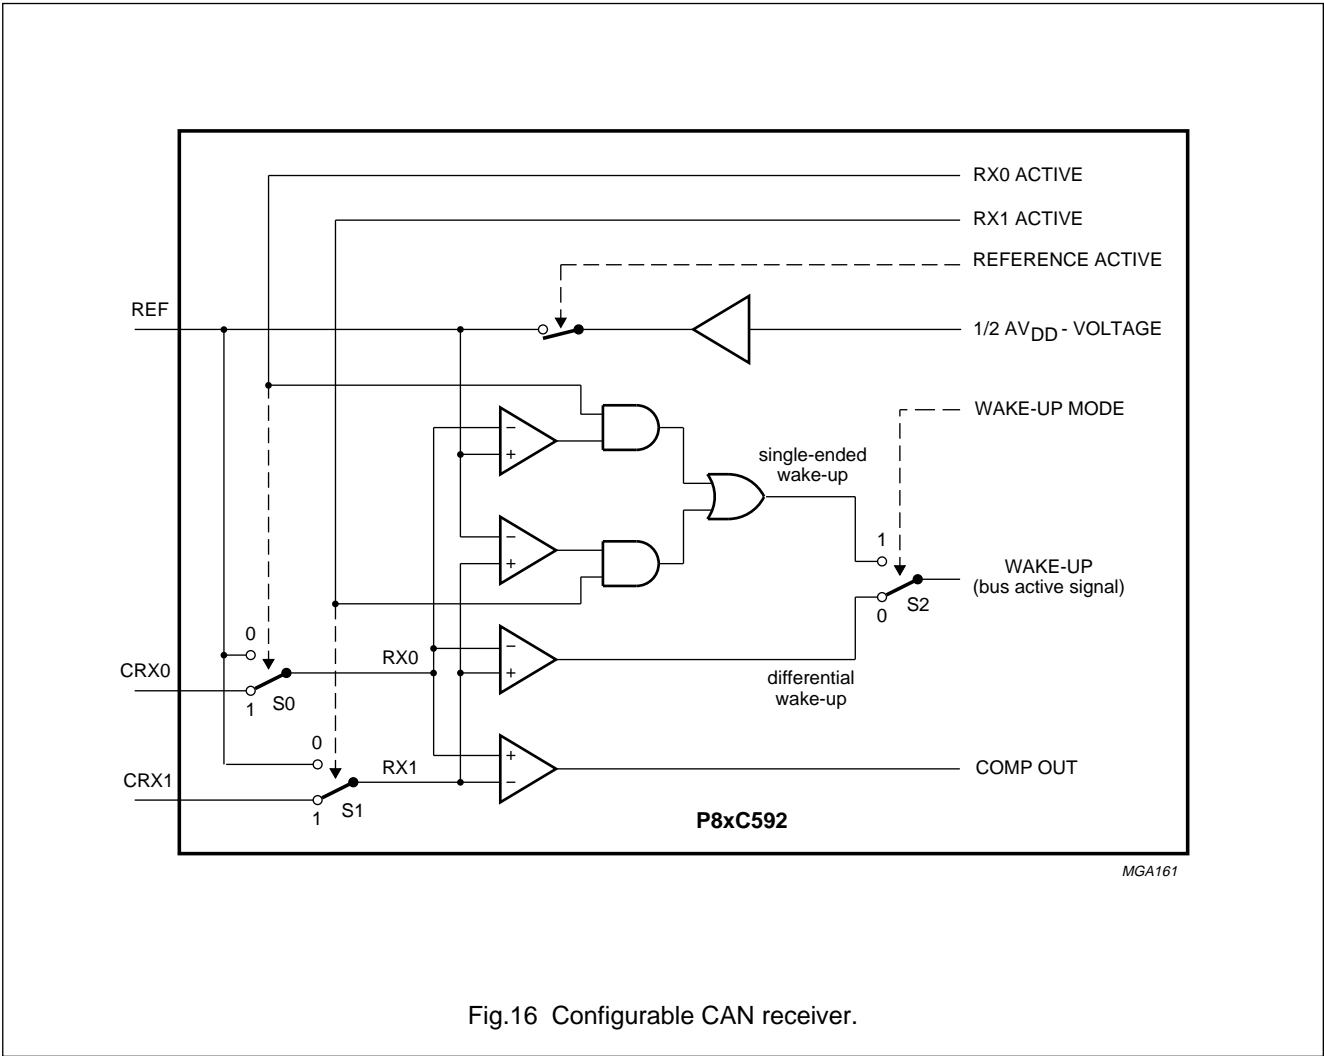 RX0 ACTIVE
RX1 ACTIVE
REFERENCE ACTIVE
REF
1/2 AVDD - VOLTAGE
WAKE-UP MODE
−
+
single-ended
wake-up
−
+
1
WAKE-UP
(bus active signal)
S2
0
0
CRX0
RX0
−
+
differential
wake-up
1
S0
0
CRX1
RX1
+
−
COMP OUT
1
S1
P8xC592
MGA161
Fig.16 Configurable CAN receiver.